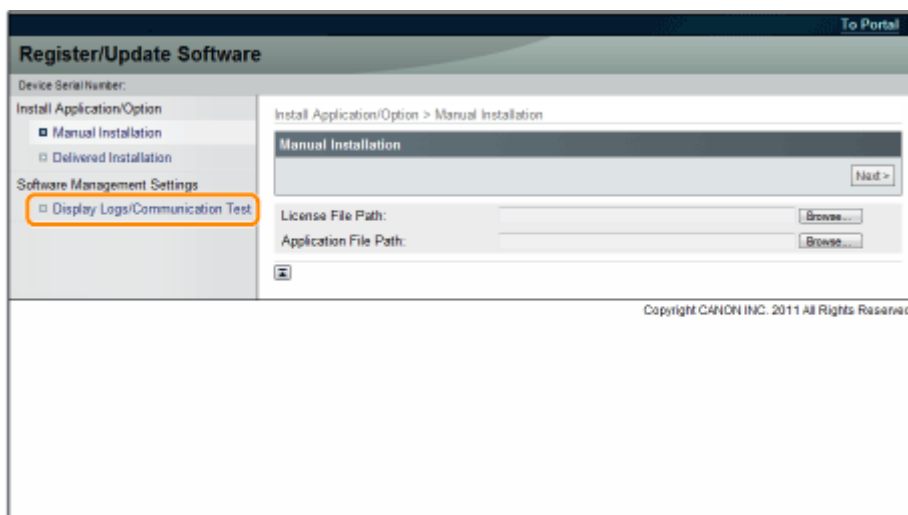 To Portal
Register/Update Software
Device Serial Number:
Install Application/Option
Manual Installation
Delivered Installation
Software Management Settings
Display Logs/Communication Test
Install Application/Option > Manual Installation
Manual Installation
Next >
License File Path:
Browse...
Application File Path:
Browse...
Copyright CANON INC. 2011 All Rights Reserved